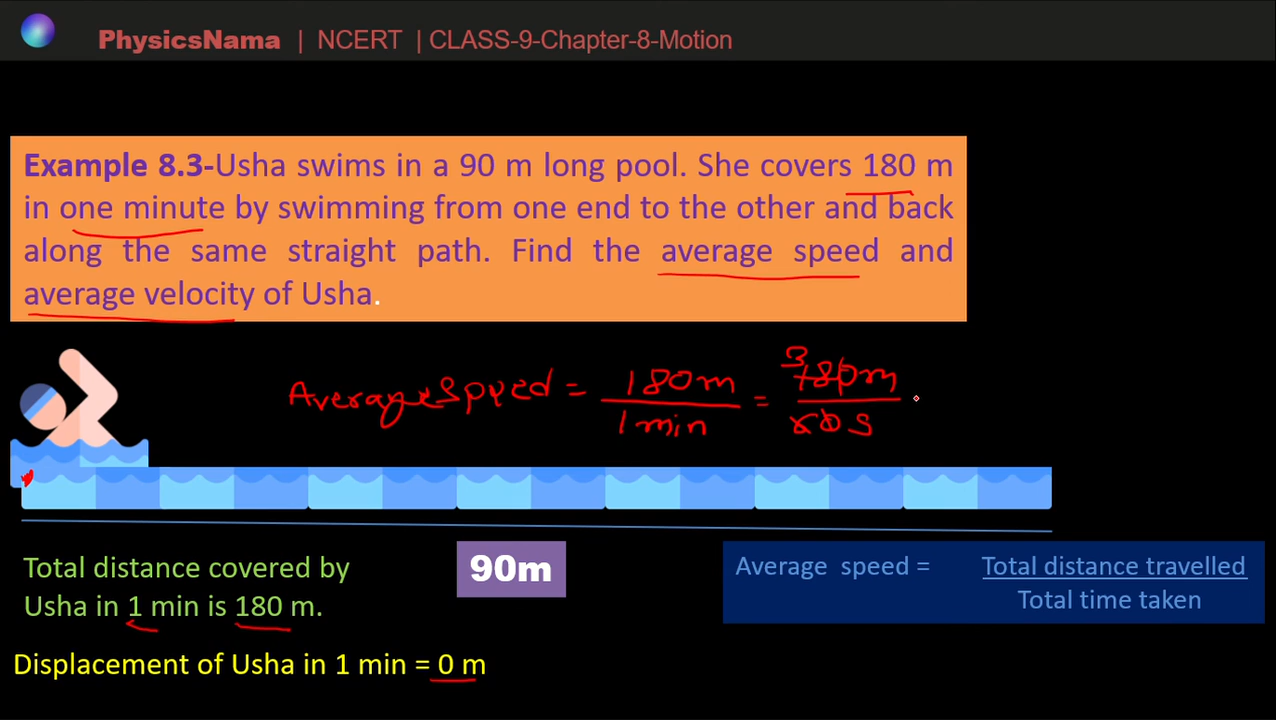 PhysicsNama | NCERT | CLASS-9-Chapter-8-Motion
Example 8.3-Usha swims in a 90 m long pool. She covers 180 m
in one minute by swimming from one end to the other and back
along the same straight path. Find the average speed and
average velocity of Usha.
Average Speed = 180m / 1 min = 3 180m / 60 s
Total distance covered by
Usha in 1 min is 180 m.
90m
Average speed = Total distance travelled
Total time taken
Displacement of Usha in 1 min = 0 m